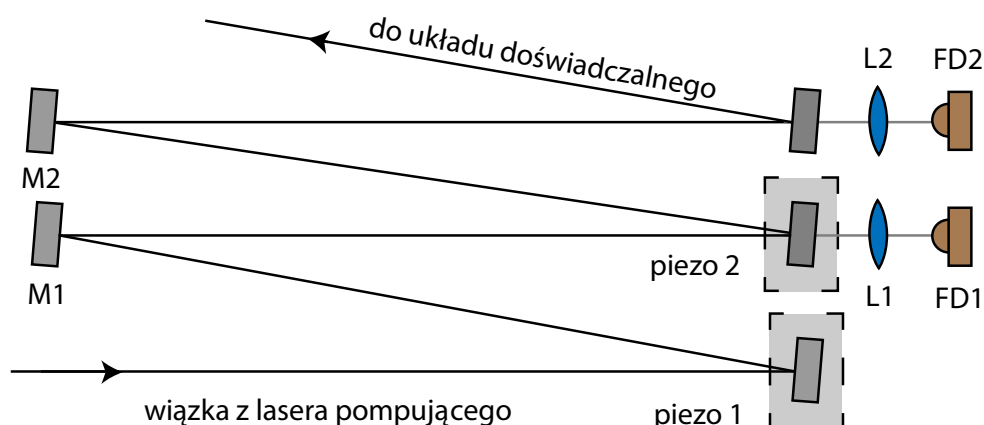 do układu doświadczalnego
L2
FD2
M2
M1
piezo 2
L1
FD1
wiązka z lasera pompującego
piezo 1